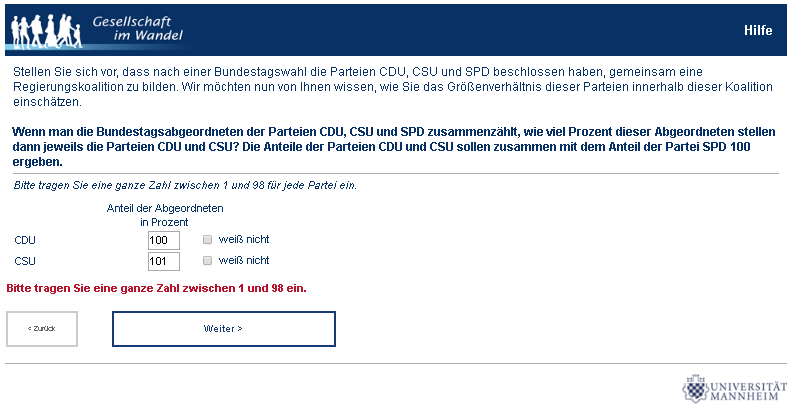 Gesellschaft
im Wandel
Hilfe
Stellen Sie sich vor, dass nach einer Bundestagswahl die Parteien CDU, CSU und SPD beschlossen haben, gemeinsam eine
Regierungskoalition zu bilden. Wir möchten nun von Ihnen wissen, wie Sie das Größenverhältnis dieser Parteien innerhalb dieser Koalition
einschätzen.
Wenn man die Bundestagsabgeordneten der Parteien CDU, CSU und SPD zusammenzählt, wie viel Prozent dieser Abgeordneten stellen
dann jeweils die Parteien CDU und CSU? Die Anteile der Parteien CDU und CSU sollen zusammen mit dem Anteil der Partei SPD 100
ergeben.
Bitte tragen Sie eine ganze Zahl zwischen 1 und 98 für jede Partei ein.
Anteil der Abgeordneten
in Prozent
CDU 100 weiß nicht
CSU 101 weiß nicht
Bitte tragen Sie eine ganze Zahl zwischen 1 und 98 ein.
< Zurück Weiter >
UNIVERSITÄT
MANNHEIM